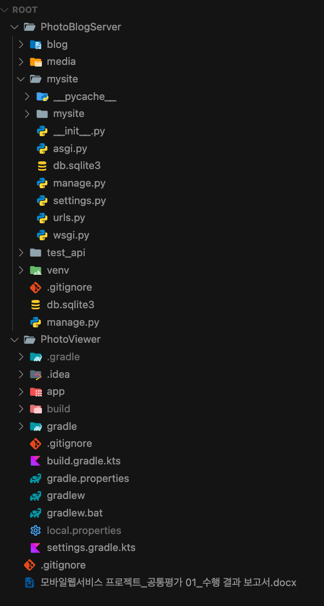 ROOT
PhotoBlogServer
blog
media
mysite
__pycache__
mysite
__init__.py
asgi.py
db.sqlite3
manage.py
settings.py
urls.py
wsgi.py
test_api
venv
.gitignore
db.sqlite3
manage.py
PhotoViewer
.gradle
.idea
app
build
gradle
.gitignore
build.gradle.kts
gradle.properties
gradlew
gradlew.bat
local.properties
settings.gradle.kts
.gitignore
모바일웹서비스 프로젝트_공통평가 01_수행 결과 보고서.docx